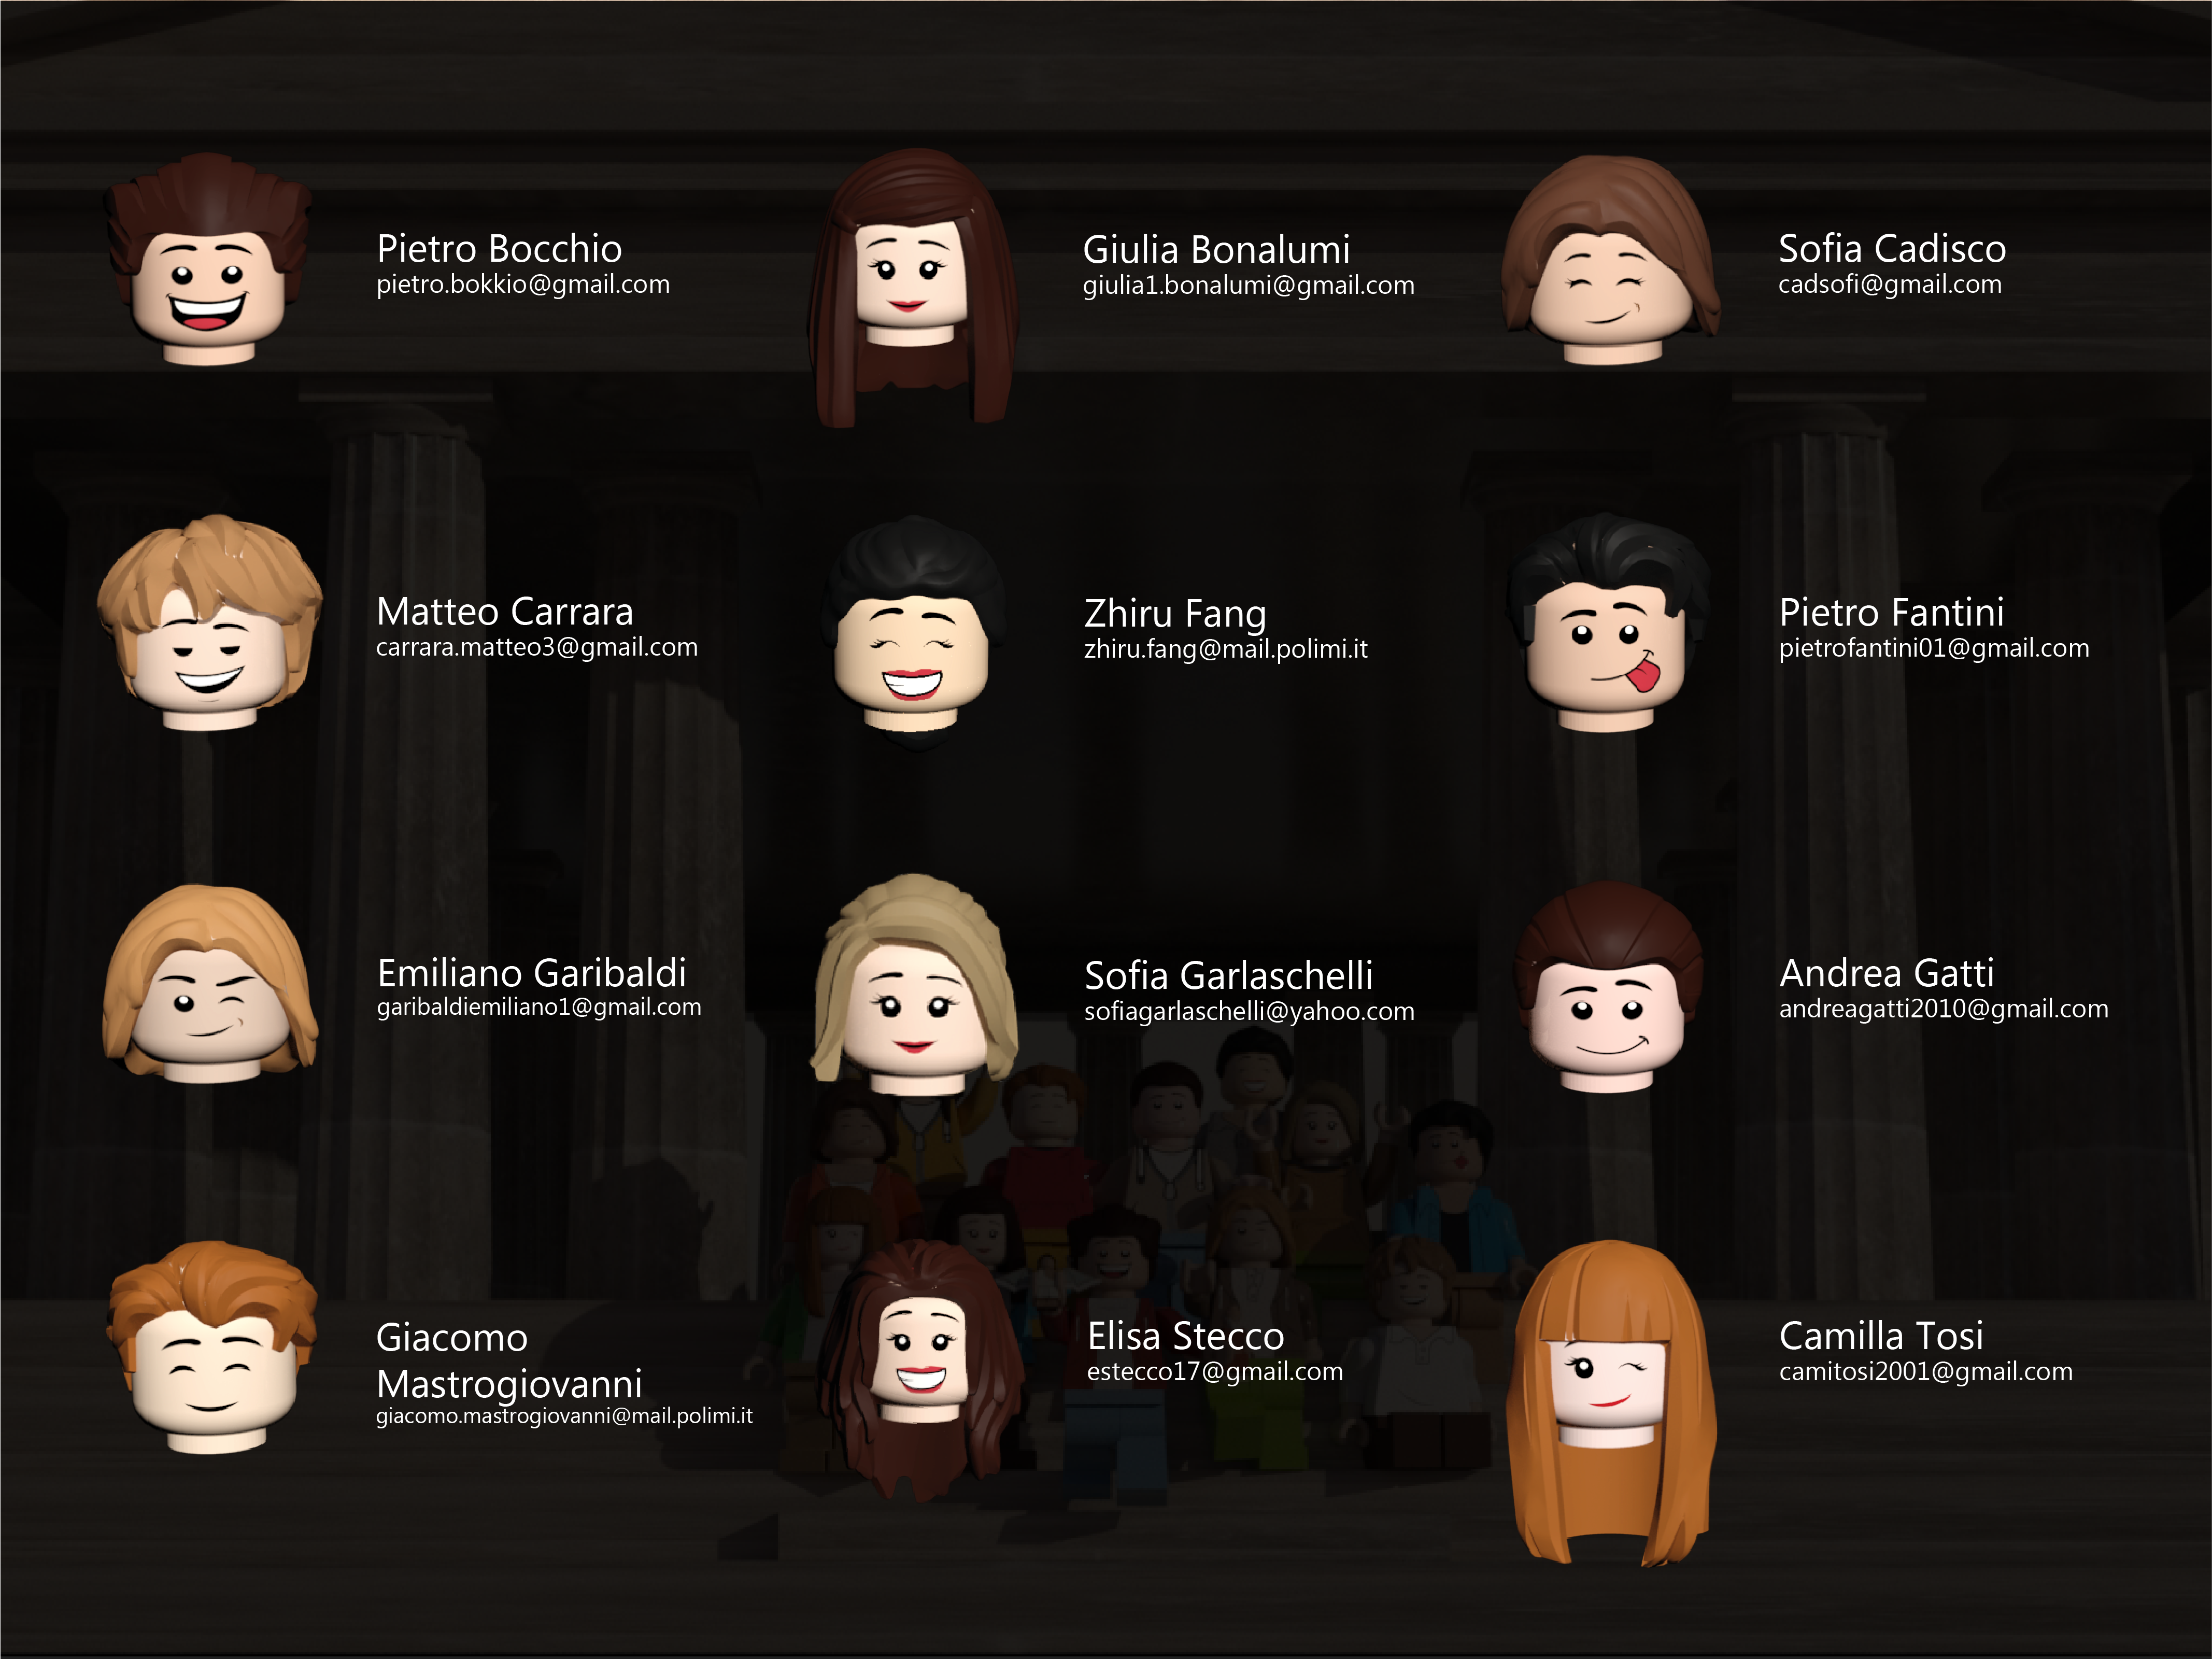 Pietro Bocchio
pietro.bokkio@gmail.com
Giulia Bonalumi
giulia1.bonalumi@gmail.com
Sofia Cadisco
cadsofi@gmail.com
Matteo Carrara
carrara.matteo3@gmail.com
Zhiru Fang
zhiru.fang@mail.polimi.it
Pietro Fantini
pietrofantini01@gmail.com
Emiliano Garibaldi
garibaldiemiliano1@gmail.com
Sofia Garlaschelli
sofiagarlaschelli@yahoo.com
Andrea Gatti
andreagatti2010@gmail.com
Giacomo
Mastrogiovanni
giacomo.mastrogiovanni@mail.polimi.it
Elisa Stecco
estecco17@gmail.com
Camilla Tosi
camitosi2001@gmail.com